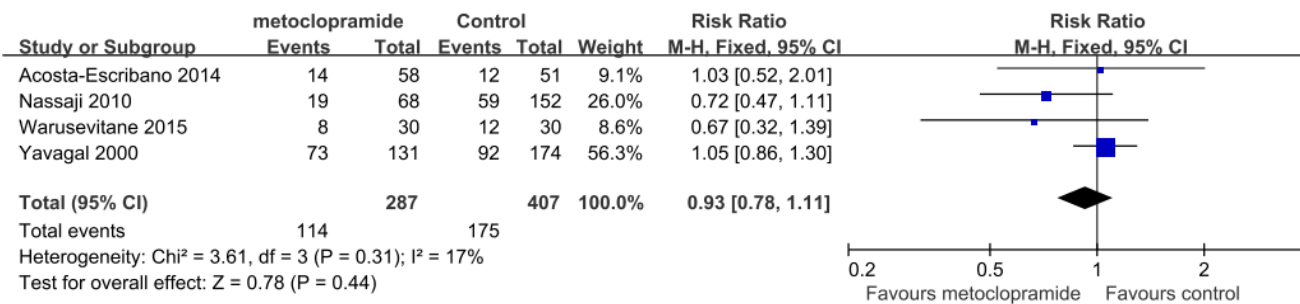 metoclopramide Control Risk Ratio Risk Ratio
Study or Subgroup Events Total Events Total Weight M-H, Fixed, 95% CI M-H, Fixed, 95% CI
Acosta-Escribano 2014 14 58 12 51 9.1% 1.03 [0.52, 2.01]
Nassaji 2010 19 68 59 152 26.0% 0.72 [0.47, 1.11]
Warusevitane 2015 8 30 12 30 8.6% 0.67 [0.32, 1.39]
Yavagal 2000 73 131 92 174 56.3% 1.05 [0.86, 1.30]
Total (95% CI) 287 407 100.0% 0.93 [0.78, 1.11]
Total events 114 175
Heterogeneity: Chi² = 3.61, df = 3 (P = 0.31); I² = 17%
Test for overall effect: Z = 0.78 (P = 0.44)
0.2 0.5 1 2
Favours metoclopramide Favours control